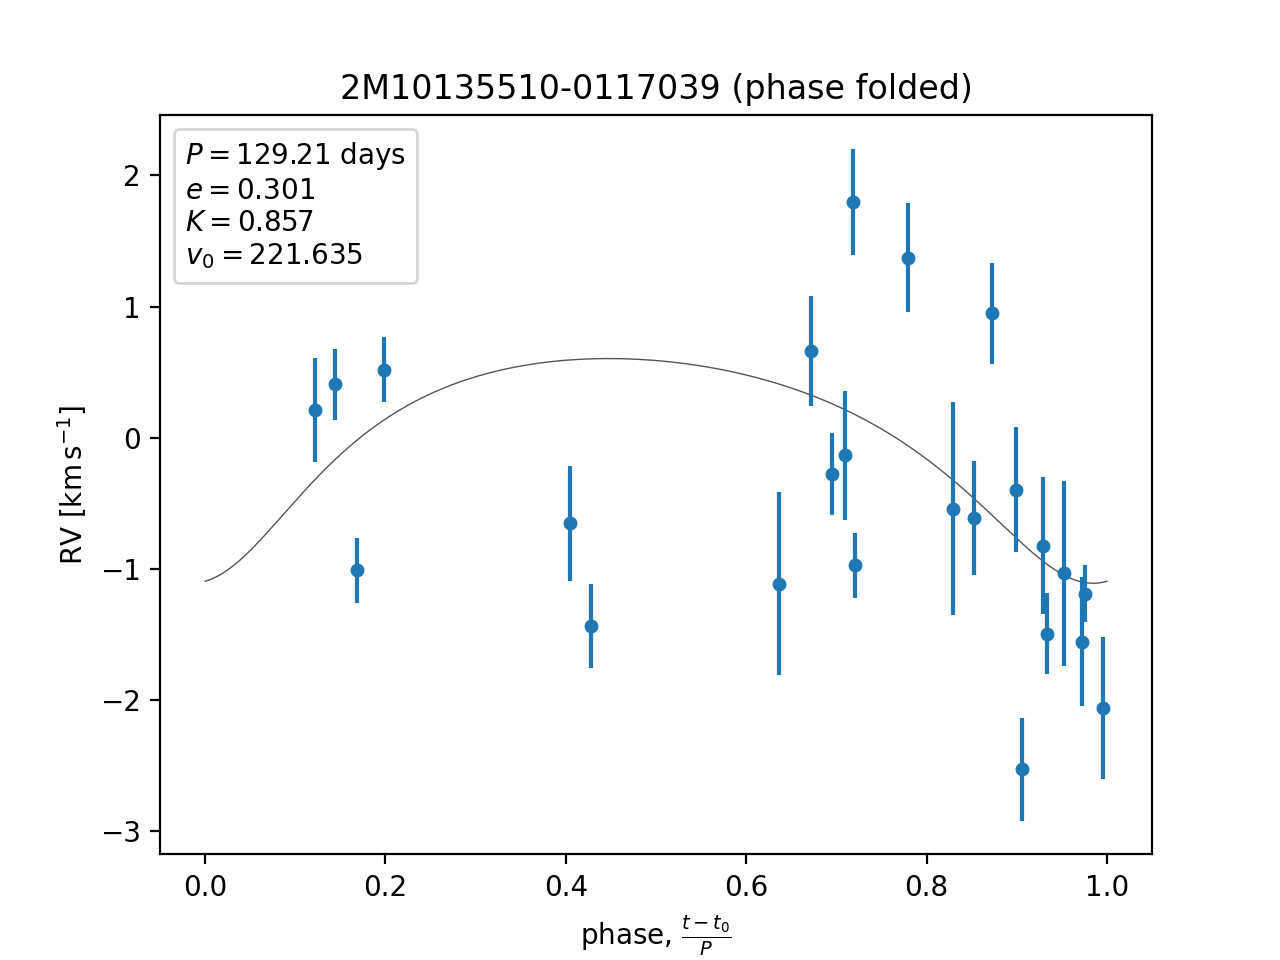 2M10135510-0117039 (phase folded)
P = 129.21 days
e = 0.301
K = 0.857
v₀ = 221.635
2
1
0
−1
−2
−3
RV [km s⁻¹]
0.0 0.2 0.4 0.6 0.8 1.0
phase, (t − t₀)/P